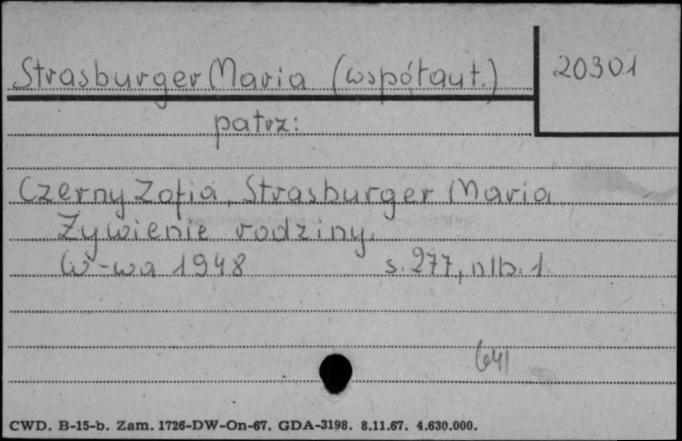 Strasburger Maria (współaut.)
20301
patrz:
Czerny Zofia, Strasburger Maria
Żywienie rodziny.
W-wa 1948 s. 277, nlb. 1
641
CWD. B-15-b. Zam. 1726-DW-On-67. GDA-3198. 8.11.67. 4.630.000.